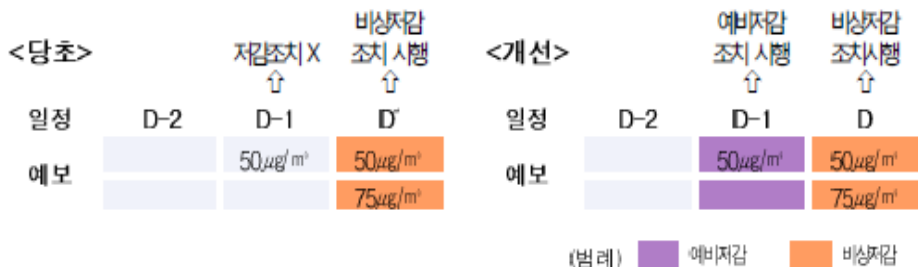 <당초>
저감조치 X
비상저감
조치 시행
<개선>
예비저감
조치 시행
비상저감
조치시행
일정 D-2 D-1 D
일정 D-2 D-1 D
예보 50㎍/㎥ 50㎍/㎥
75㎍/㎥
예보 50㎍/㎥ 50㎍/㎥
75㎍/㎥
(범례) 예비저감 비상저감